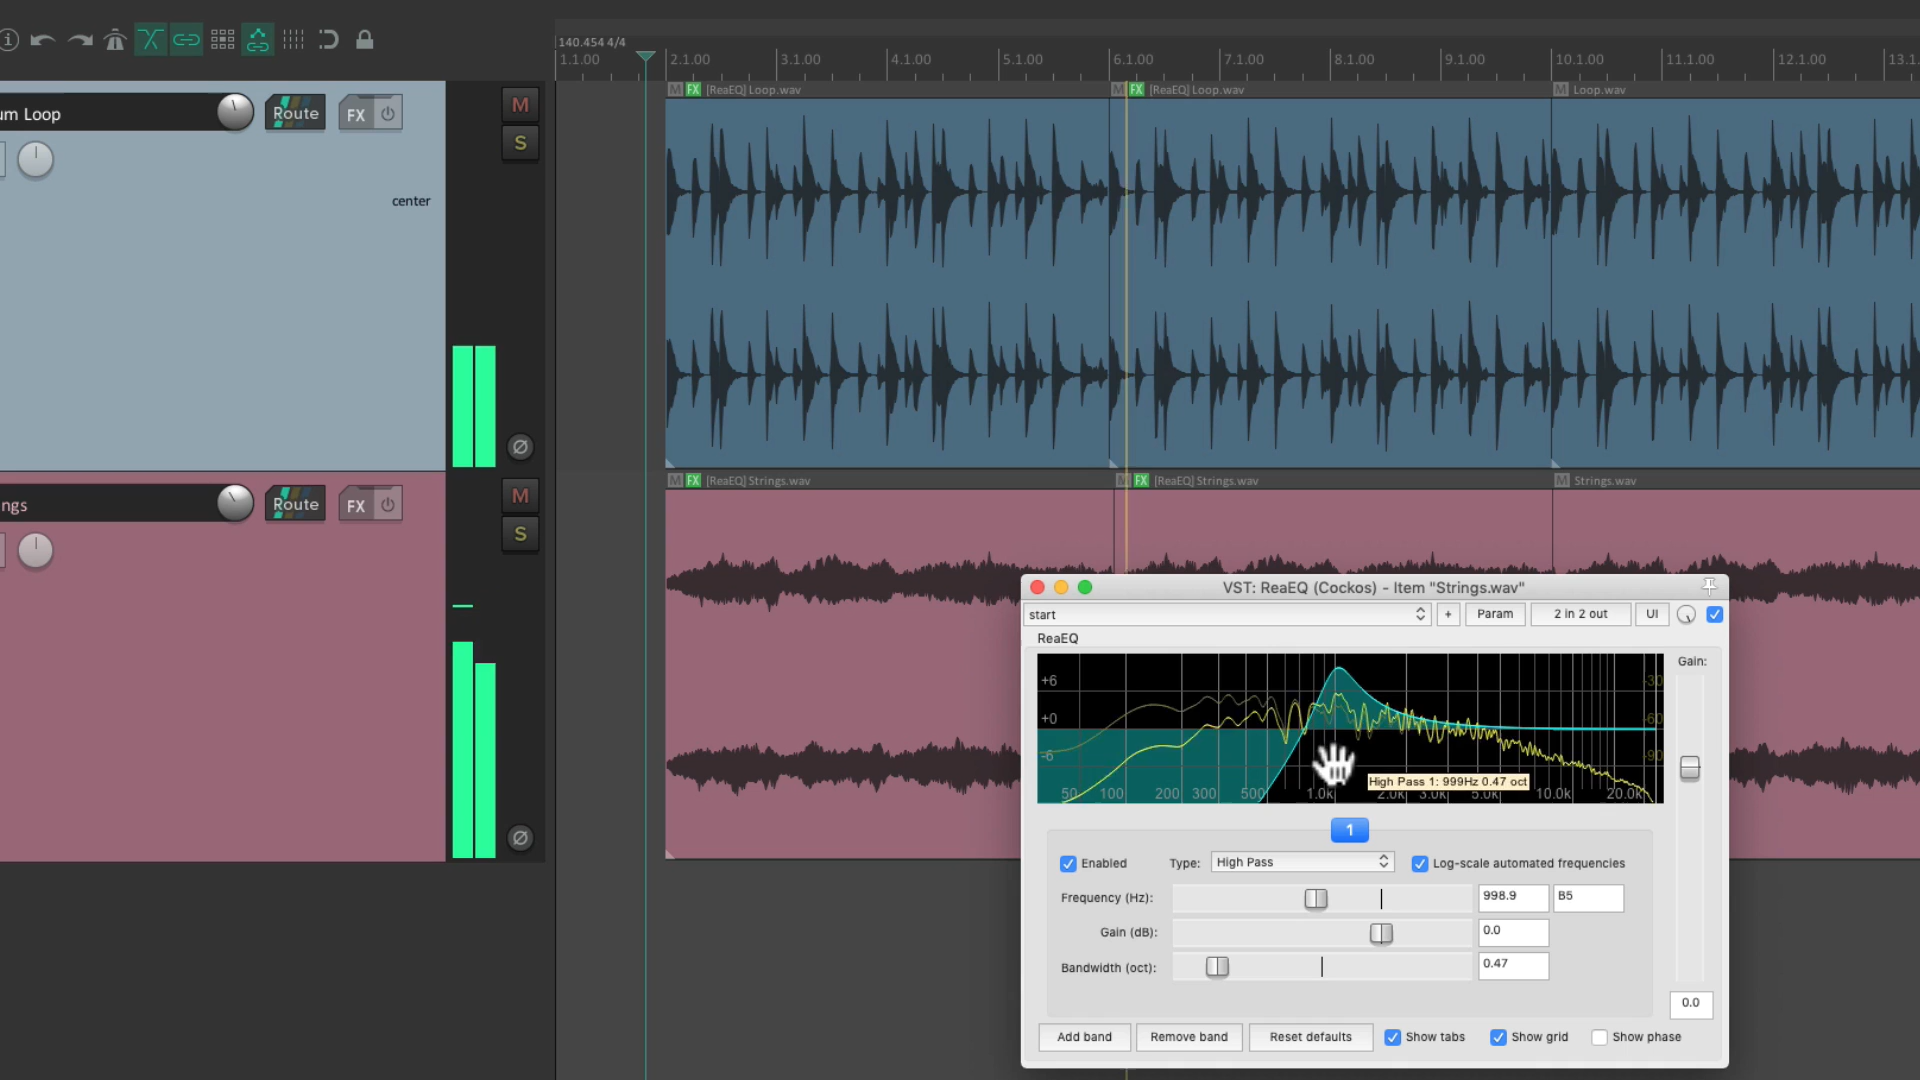 140.454 4/4
1.1.00 2.1.00 3.1.00 4.1.00 5.1.00 6.1.00 7.1.00 8.1.00 9.1.00 10.1.00 11.1.00 12.1.00 13.1.
M FX [ReaEQ] Loop.wav M FX [ReaEQ] Loop.wav M Loop.wav
um Loop Route FX M
S
center
M FX [ReaEQ] Strings.wav M FX [ReaEQ] Strings.wav M Strings.wav
ngs Route FX M
S
VST: ReaEQ (Cockos) - Item "Strings.wav"
start + Param 2 in 2 out UI
ReaEQ
Gain:
+6 -30
+0 -60
-6 -90
High Pass 1: 999Hz 0.47 oct
50 100 200 300 500 1.0k 2.0k 3.0k 5.0k 10.0k 20.0k
1
Enabled Type: High Pass Log-scale automated frequencies
Frequency (Hz): 998.9 B5
Gain (dB): 0.0
Bandwidth (oct): 0.47
0.0
Add band Remove band Reset defaults Show tabs Show grid Show phase